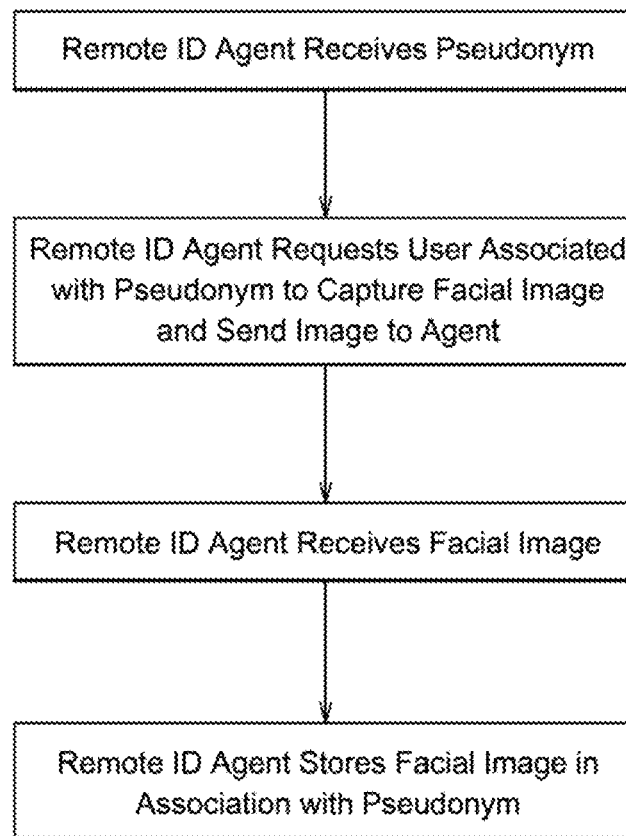 Remote ID Agent Receives Pseudonym
Remote ID Agent Requests User Associated
with Pseudonym to Capture Facial Image
and Send Image to Agent
Remote ID Agent Receives Facial Image
Remote ID Agent Stores Facial Image in
Association with Pseudonym